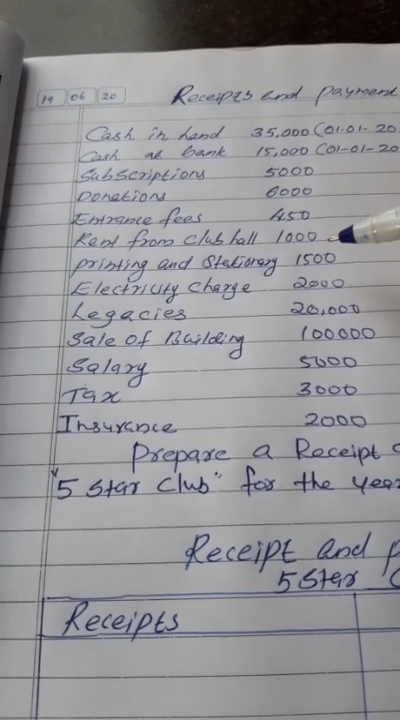 19 06 20
Receipts and payment
Cash in hand 35,000 (01-01-20
Cash at bank 15,000 (01-01-20
Subscriptions 5000
Donations 6000
Entrance fees 450
Rent from club hall 1000
printing and Stationary 1500
Electricity Charge 2000
Legacies 20,000
Sale of Building 100000
Salary 5000
Tax 3000
Insurance 2000
Prepare a Receipt
"5 Star Club" for the year
Receipt and p
5 Star
Receipts